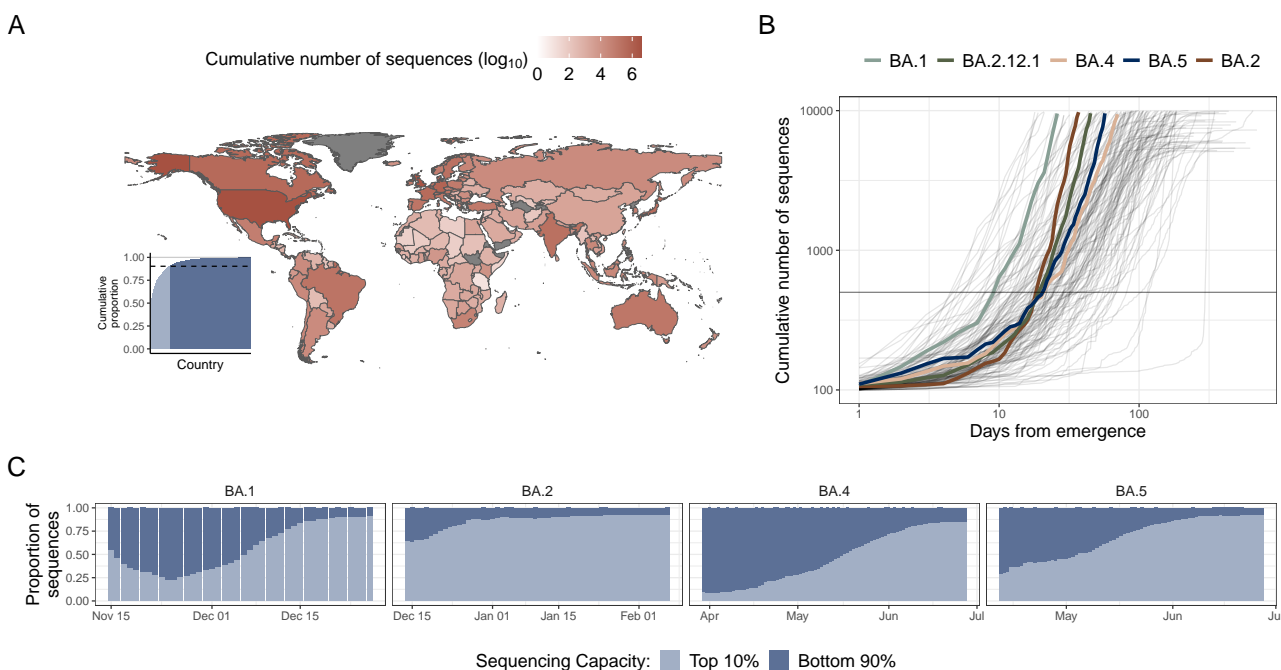 A
Cumulative number of sequences (log₁₀)
0 2 4 6
1.00
0.75
0.50
0.25
0.00
Cumulative
proportion
Country
B
BA.1 BA.2.12.1 BA.4 BA.5 BA.2
10000
1000
100
Cumulative number of sequences
1 10 100
Days from emergence
C
BA.1 BA.2 BA.4 BA.5
Proportion of
sequences
1.00
0.75
0.50
0.25
0.00
Nov 15 Dec 01 Dec 15
Dec 15 Jan 01 Jan 15 Feb 01
Apr May Jun Jul
May Jun Ju
Sequencing Capacity: Top 10% Bottom 90%